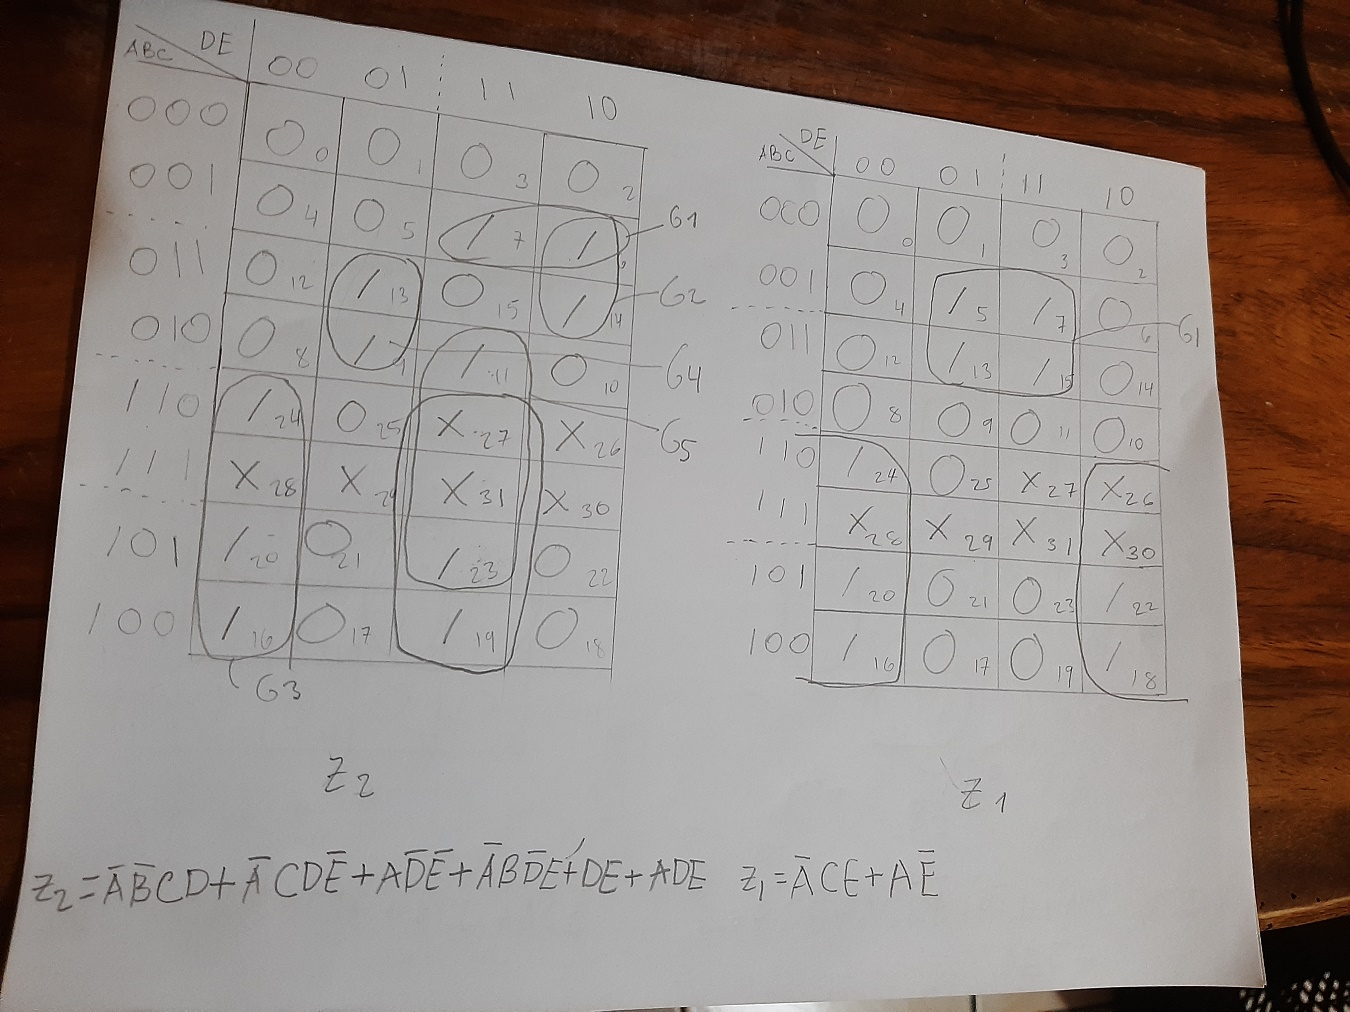 ABC DE 00 01 11 10
000 0 0 0 1 0 3 0 2
001 0 4 0 5 1 7 1 G1
011 0 12 1 13 0 15 1 14 G2
010 0 8 1 1 11 0 10 G4
110 1 24 0 25 X 27 X 26 G5
111 X 28 X X 31 X 30
101 1 20 0 21 1 23 0 22
100 1 16 0 17 1 19 0 18
G3
Z2
ABC DE 00 01 11 10
000 0 0 0 1 0 3 0 2
001 0 4 1 5 1 7 0 6 G1
011 0 12 1 13 1 15 0 14
010 0 8 0 9 0 11 0 10
110 1 24 0 25 X 27 X 26
111 X 28 X 29 X 31 X 30
101 1 20 0 21 0 23 1 22
100 1 16 0 17 0 19 1 18
Z1
Z2=A̅B̅CD+A̅CDE̅+AD̅E̅+A̅BD̅E+DE+ADE Z1=A̅CE+AE̅